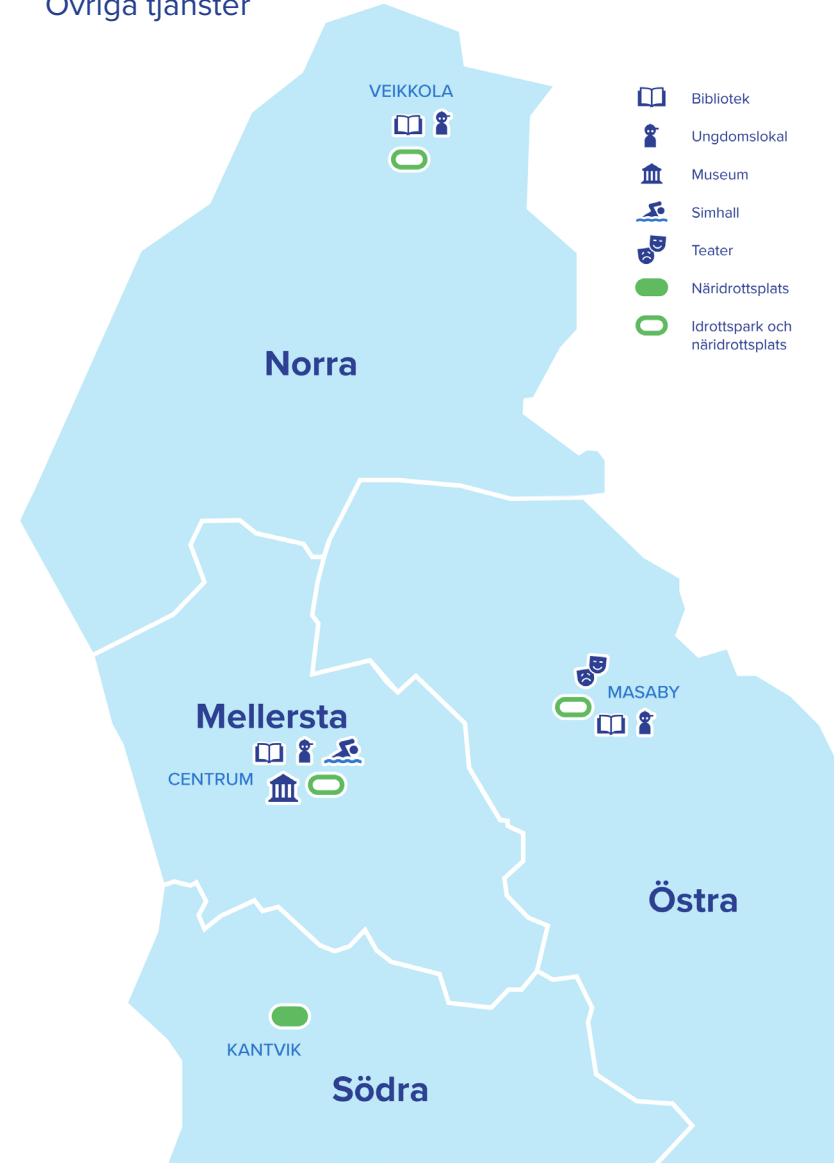 Övriga tjänster
VEIKKOLA
Bibliotek
Ungdomslokal
Museum
Simhall
Teater
Näridrottsplats
Idrottspark och
näridrottsplats
Norra
MASABY
Mellersta
CENTRUM
Östra
KANTVIK
Södra